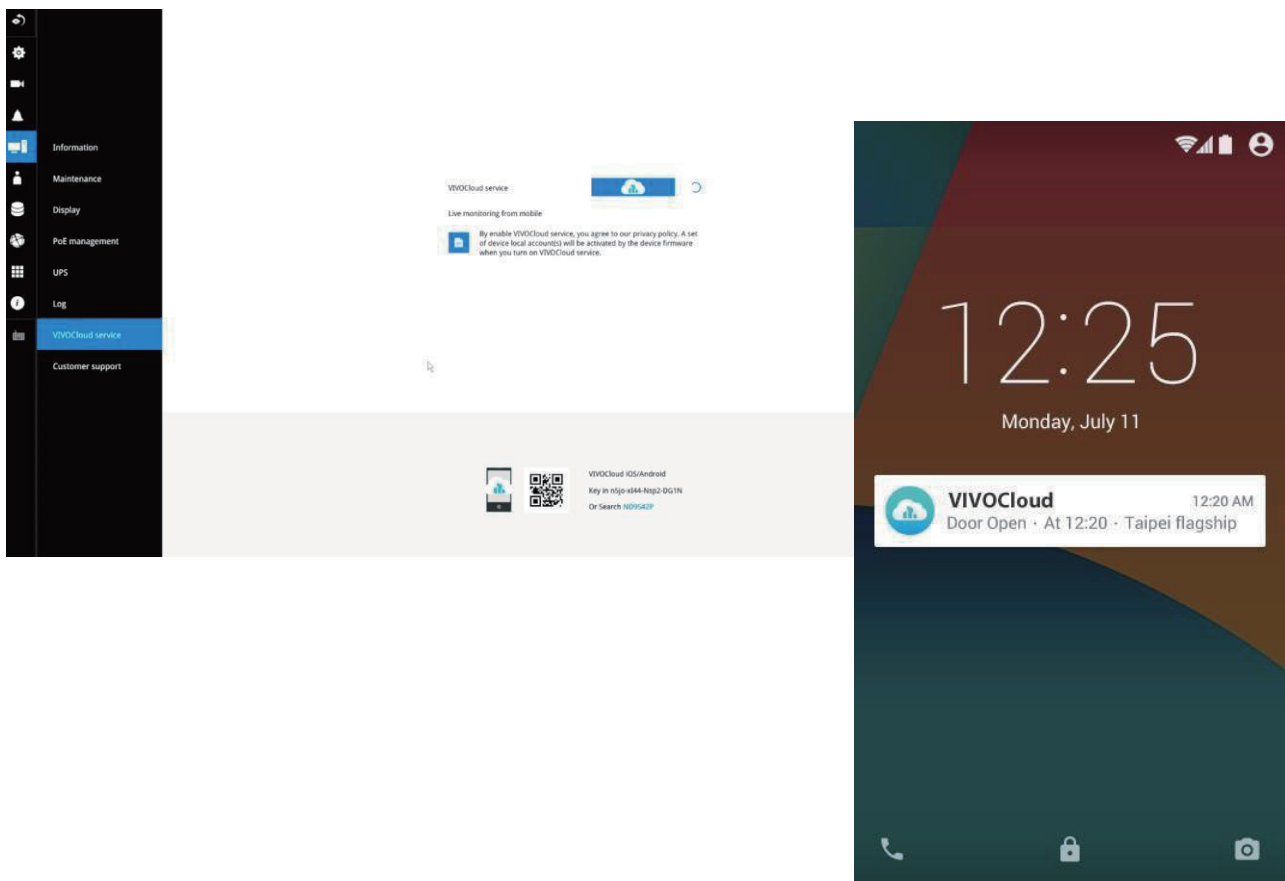 Information
Maintenance
Display
PoE management
UPS
Log
VIVOCloud service
Customer support
VIVOCloud service
Live monitoring from mobile
By enable VIVOCloud service, you agree to our privacy policy. A set
of device local account(s) will be activated by the device firmware
when you turn on VIVOCloud service.
VIVOCloud iOS/Android
Key in n5jo-xl44-Nsp2-DG1N
Or Search ND9542P
12:25
Monday, July 11
VIVOCloud 12:20 AM
Door Open · At 12:20 · Taipei flagship